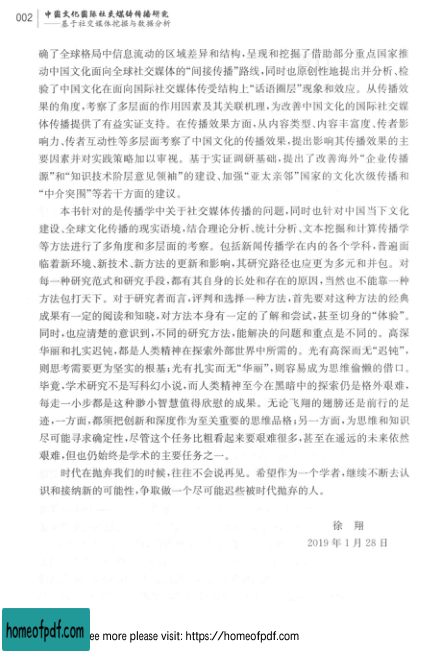 002
中国文化国际社交媒体传播研究
——基于社交媒体挖掘与数据分析
确了全球格局中信息流动的区域差异和结构，呈现和挖掘了借助部分重点国家推
动中国文化面向全球社交媒体的“间接传播”路线，同时也原创性地提出并分析、检
验了中国文化在面向国际社交媒体传受结构上“话语圈层”现象和效应。从传播效
果的角度，考察了多层面的作用因素及其关联机理，为改善中国文化的国际社交媒
体传播提供了有益实证支持。在传播效果方面，从内容类型、内容丰富度、传者影
响力、传者互动性等多层面考察了中国文化的传播效果，提出影响其传播效果的主
要因素并对实践策略加以审视。基于实证调研基础，提出了改善海外“企业传播
源”和“知识技术阶层意见领袖”的建设、加强“亚太亲邻”国家的文化次级传播和
“中介突围”等若干方面的建议。
本书针对的是传播学中关于社交媒体传播的问题，同时也针对中国当下文化
建设、全球文化传播的现实语境，结合理论分析、统计分析、文本挖掘和计算传播学
等方法进行了多角度和多层面的考察。包括新闻传播学在内的各个学科，普遍面
临着新环境、新技术、新方法的更新和影响，其研究路径也应更为多元和并包。对
每一种研究范式和研究手段，都有其自身的长处和存在的原因，当然也不能靠一种
方法包打天下。对于研究者而言，评判和选择一种方法，首先要对这种方法的经典
成果有一定的阅读和知晓，对方法本身有一定的了解和尝试，甚至切身的“体验”。
同时，也应清楚的意识到，不同的研究方法，能解决的问题和重点是不同的。高深
华丽和扎实迟钝，都是人类精神在探索外部世界中所需的。光有高深而无“迟钝”，
则思考需要更为坚实的根基；光有扎实而无“华丽”，则容易成为思维偷懒的借口。
毕竟，学术研究不是写科幻小说，而人类精神至今在黑暗中的探索仍是格外艰难，
每走一小步都是这种渺小智慧值得欣慰的成果。无论飞翔的翅膀还是前行的足
迹，一方面，都须把创新和深度作为至关重要的思维品格；另一方面，为思维和知识
尽可能寻求确定性，尽管这个任务比粗看起来要艰难很多，甚至在遥远的未来依然
艰难，但也仍始终是学术的主要任务之一。
时代在抛弃我们的时候，往往不会说再见。希望作为一个学者，继续不断去认
识和接纳新的可能性，争取做一个尽可能迟些被时代抛弃的人。
徐 翔
2019 年 1 月 28 日
homeofpdf.com
ee more please visit: https://homeofpdf.com